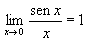 lim sen x / x = 1
x→0